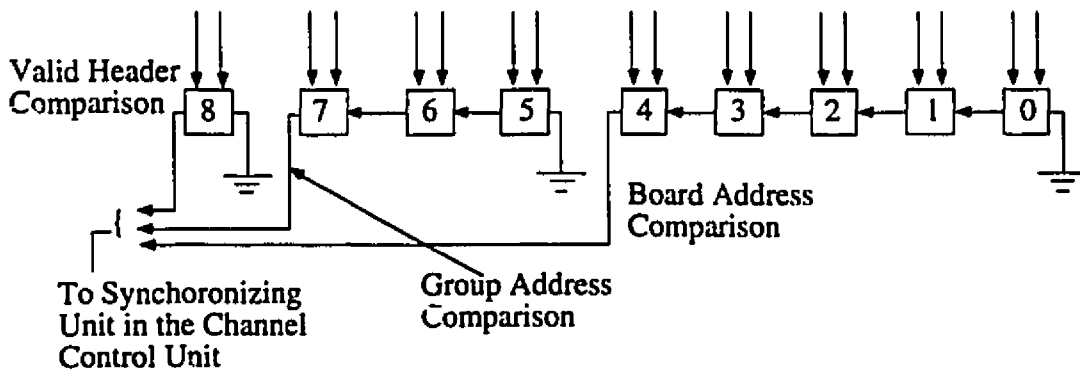 Valid Header
Comparison
8 7 6 5 4 3 2 1 0
Board Address
Comparison
Group Address
Comparison
To Synchoronizing
Unit in the Channel
Control Unit